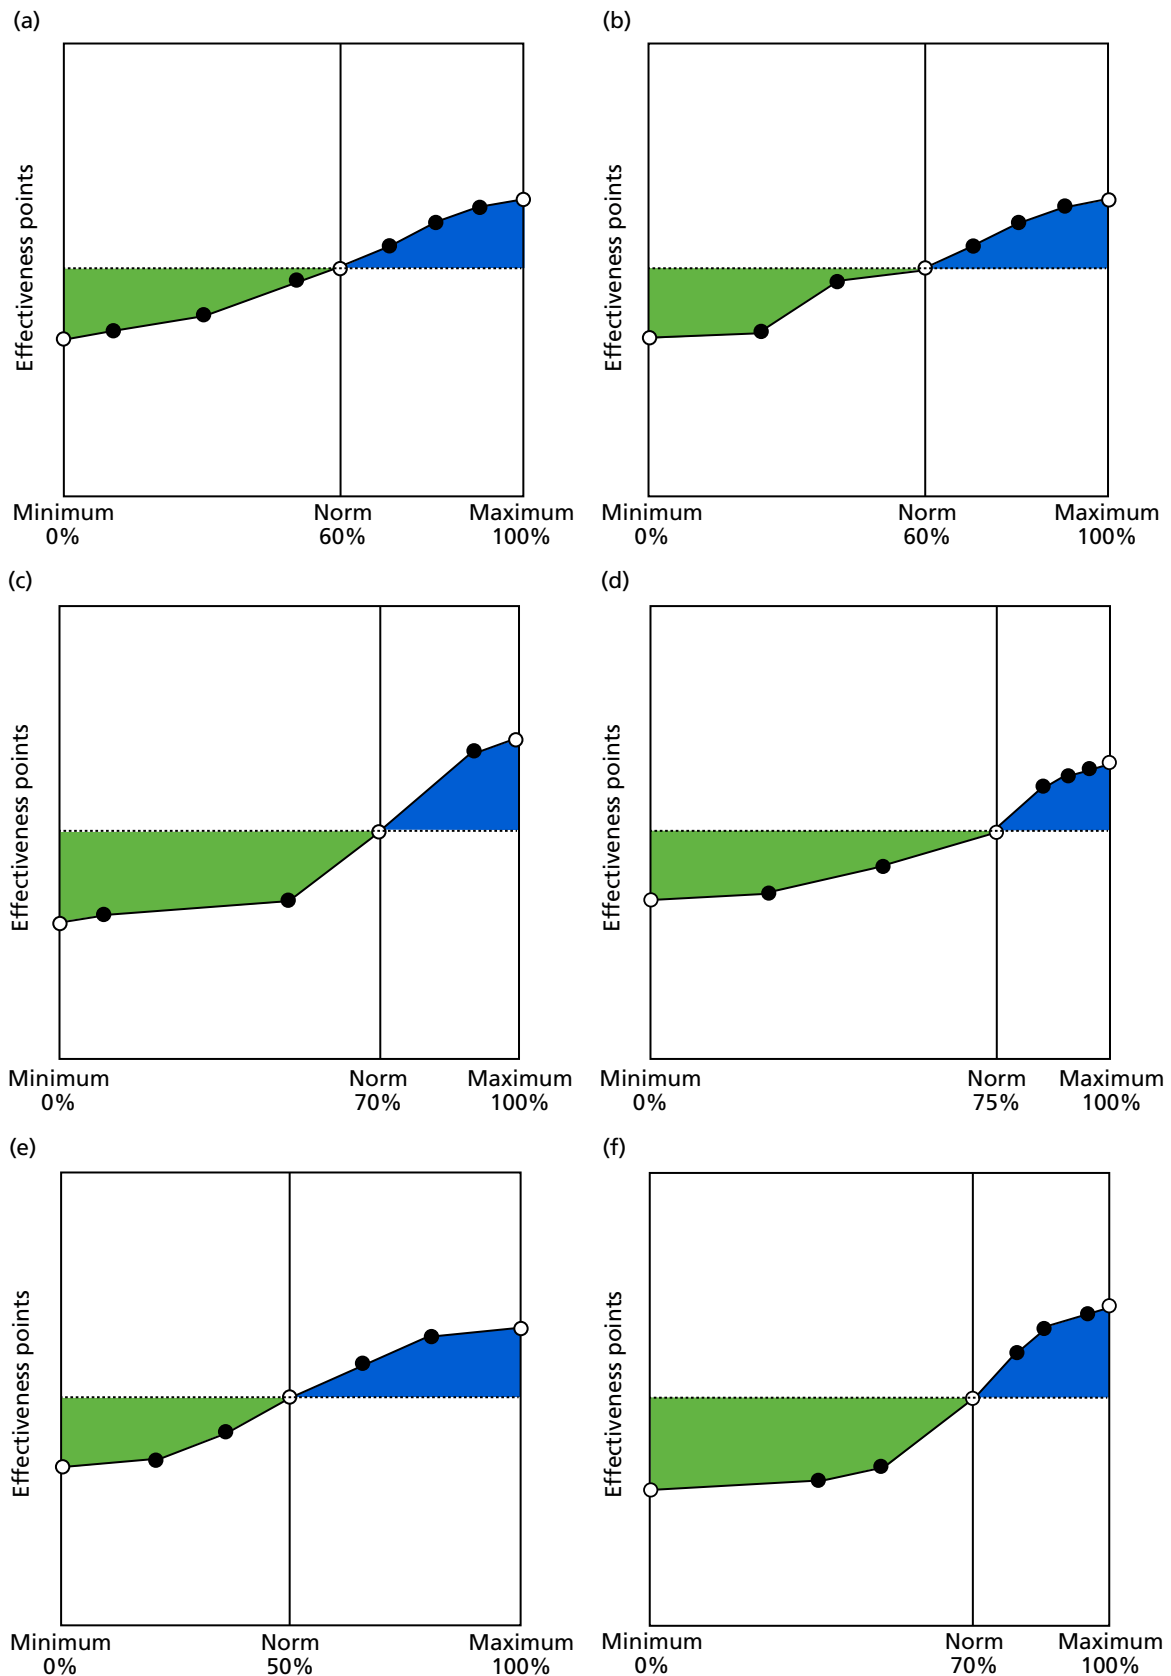 (a)
Effectiveness points
Minimum
0%
Norm
60%
Maximum
100%
(b)
Effectiveness points
Minimum
0%
Norm
60%
Maximum
100%
(c)
Effectiveness points
Minimum
0%
Norm
70%
Maximum
100%
(d)
Effectiveness points
Minimum
0%
Norm
75%
Maximum
100%
(e)
Effectiveness points
Minimum
0%
Norm
50%
Maximum
100%
(f)
Effectiveness points
Minimum
0%
Norm
70%
Maximum
100%